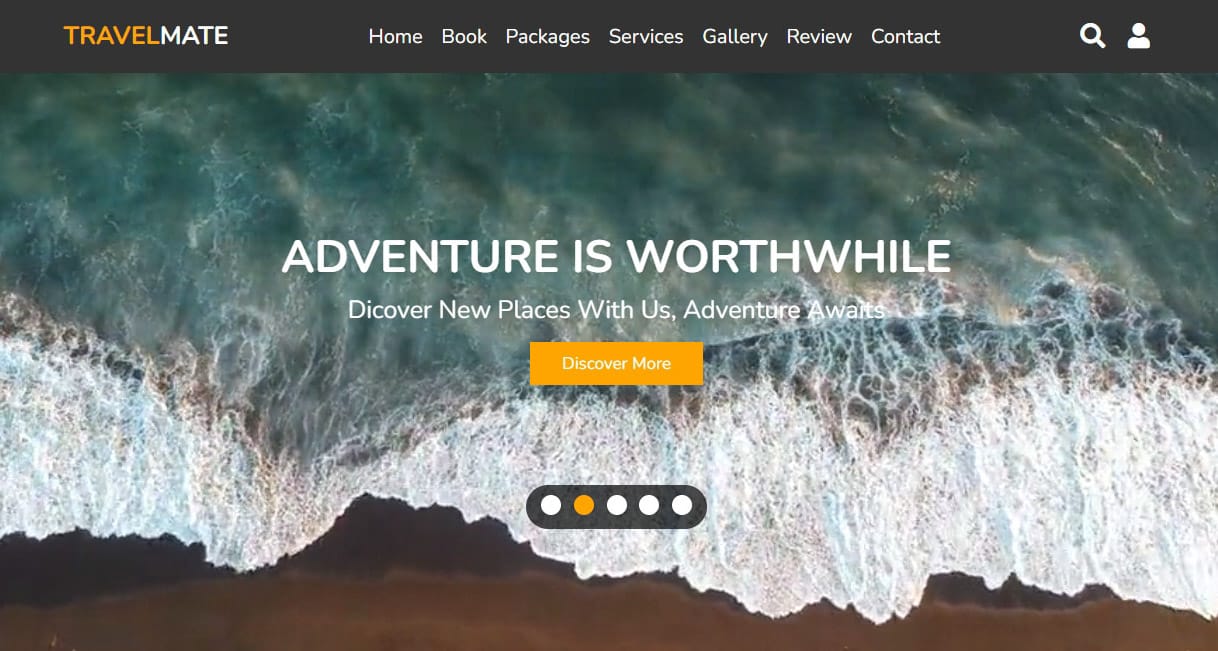 TRAVELMATE
Home Book Packages Services Gallery Review Contact
ADVENTURE IS WORTHWHILE
Dicover New Places With Us, Adventure Awaits
Discover More